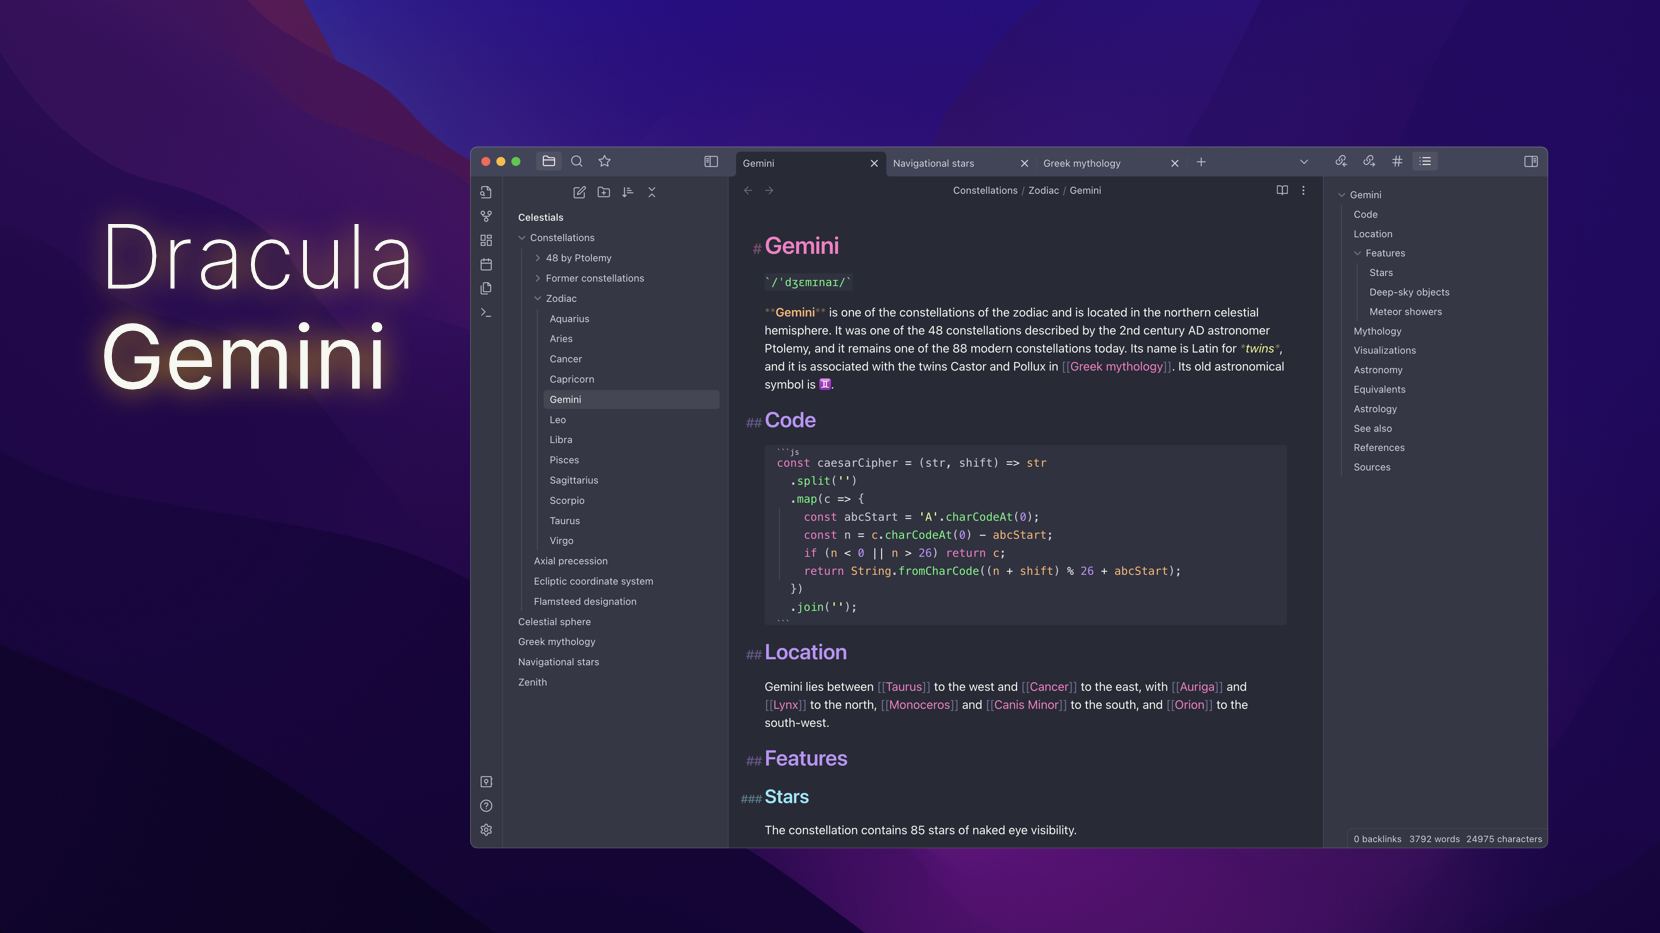 Dracula
Gemini
Gemini
Navigational stars
Greek mythology
Celestials
Constellations
48 by Ptolemy
Former constellations
Zodiac
Aquarius
Aries
Cancer
Capricorn
Gemini
Leo
Libra
Pisces
Sagittarius
Scorpio
Taurus
Virgo
Axial precession
Ecliptic coordinate system
Flamsteed designation
Celestial sphere
Greek mythology
Navigational stars
Zenith
Constellations / Zodiac / Gemini
# Gemini
`/ˈdʒɛmɪnaɪ/`
**Gemini** is one of the constellations of the zodiac and is located in the northern celestial
hemisphere. It was one of the 48 constellations described by the 2nd century AD astronomer
Ptolemy, and it remains one of the 88 modern constellations today. Its name is Latin for *twins*,
and it is associated with the twins Castor and Pollux in [[Greek mythology]]. Its old astronomical
symbol is ♊.
## Code
```js
const caesarCipher = (str, shift) => str
.split('')
.map(c => {
const abcStart = 'A'.charCodeAt(0);
const n = c.charCodeAt(0) - abcStart;
if (n < 0 || n > 26) return c;
return String.fromCharCode((n + shift) % 26 + abcStart);
})
.join('');
```
## Location
Gemini lies between [[Taurus]] to the west and [[Cancer]] to the east, with [[Auriga]] and
[[Lynx]] to the north, [[Monoceros]] and [[Canis Minor]] to the south, and [[Orion]] to the
south-west.
## Features
### Stars
The constellation contains 85 stars of naked eye visibility.
Gemini
Code
Location
Features
Stars
Deep-sky objects
Meteor showers
Mythology
Visualizations
Astronomy
Equivalents
Astrology
See also
References
Sources
0 backlinks 3792 words 24975 characters